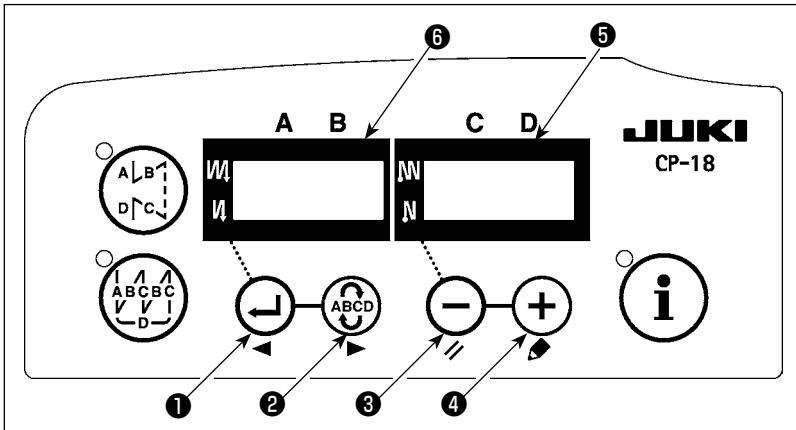 ❻ ❺
A B C D
JUKI
CP-18
A B
D C
ABCBC
D
ABCD
− +
i
❶ ❷ ❸ ❹